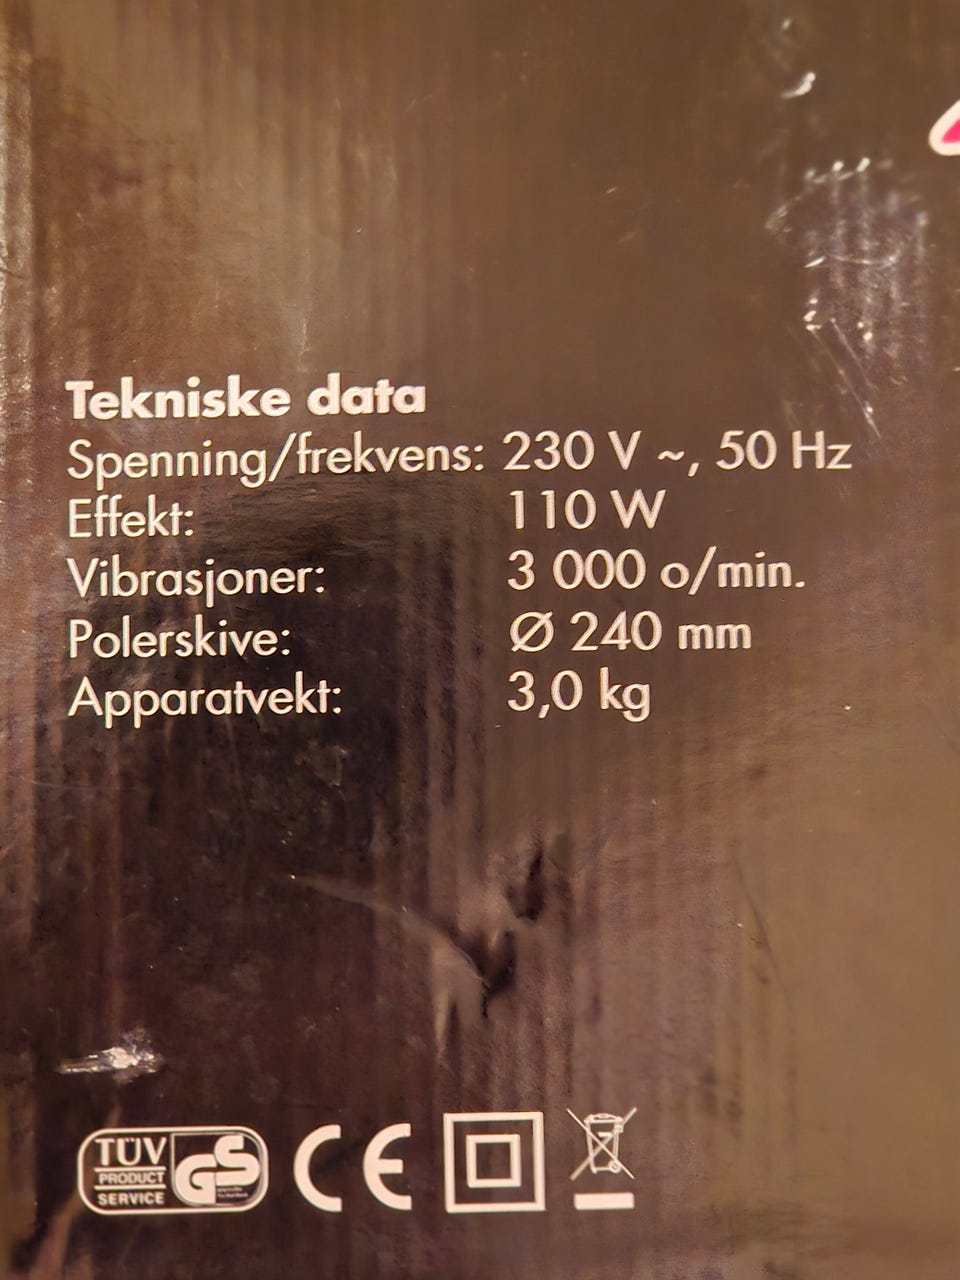 Tekniske data
Spenning/frekvens: 230 V ~, 50 Hz
Effekt: 110 W
Vibrasjoner: 3 000 o/min.
Polerskive: Ø 240 mm
Apparatvekt: 3,0 kg
TÜV
PRODUCT
SERVICE
GS
CE